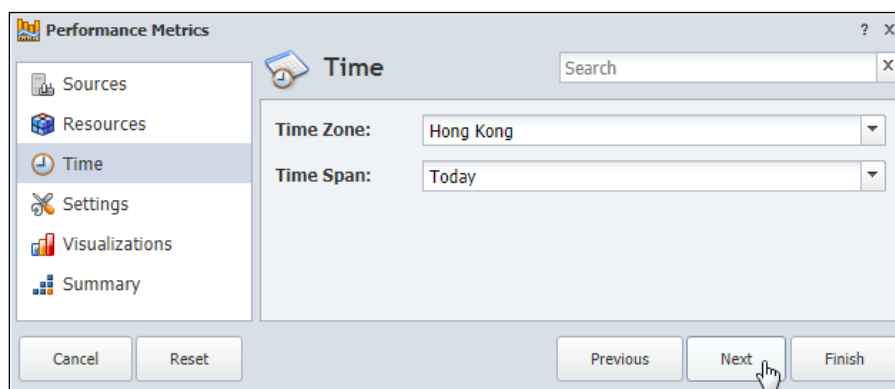 Performance Metrics
? X
Sources
Resources
Time
Settings
Visualizations
Summary
Time
Search
X
Time Zone: Hong Kong
Time Span: Today
Cancel Reset Previous Next Finish